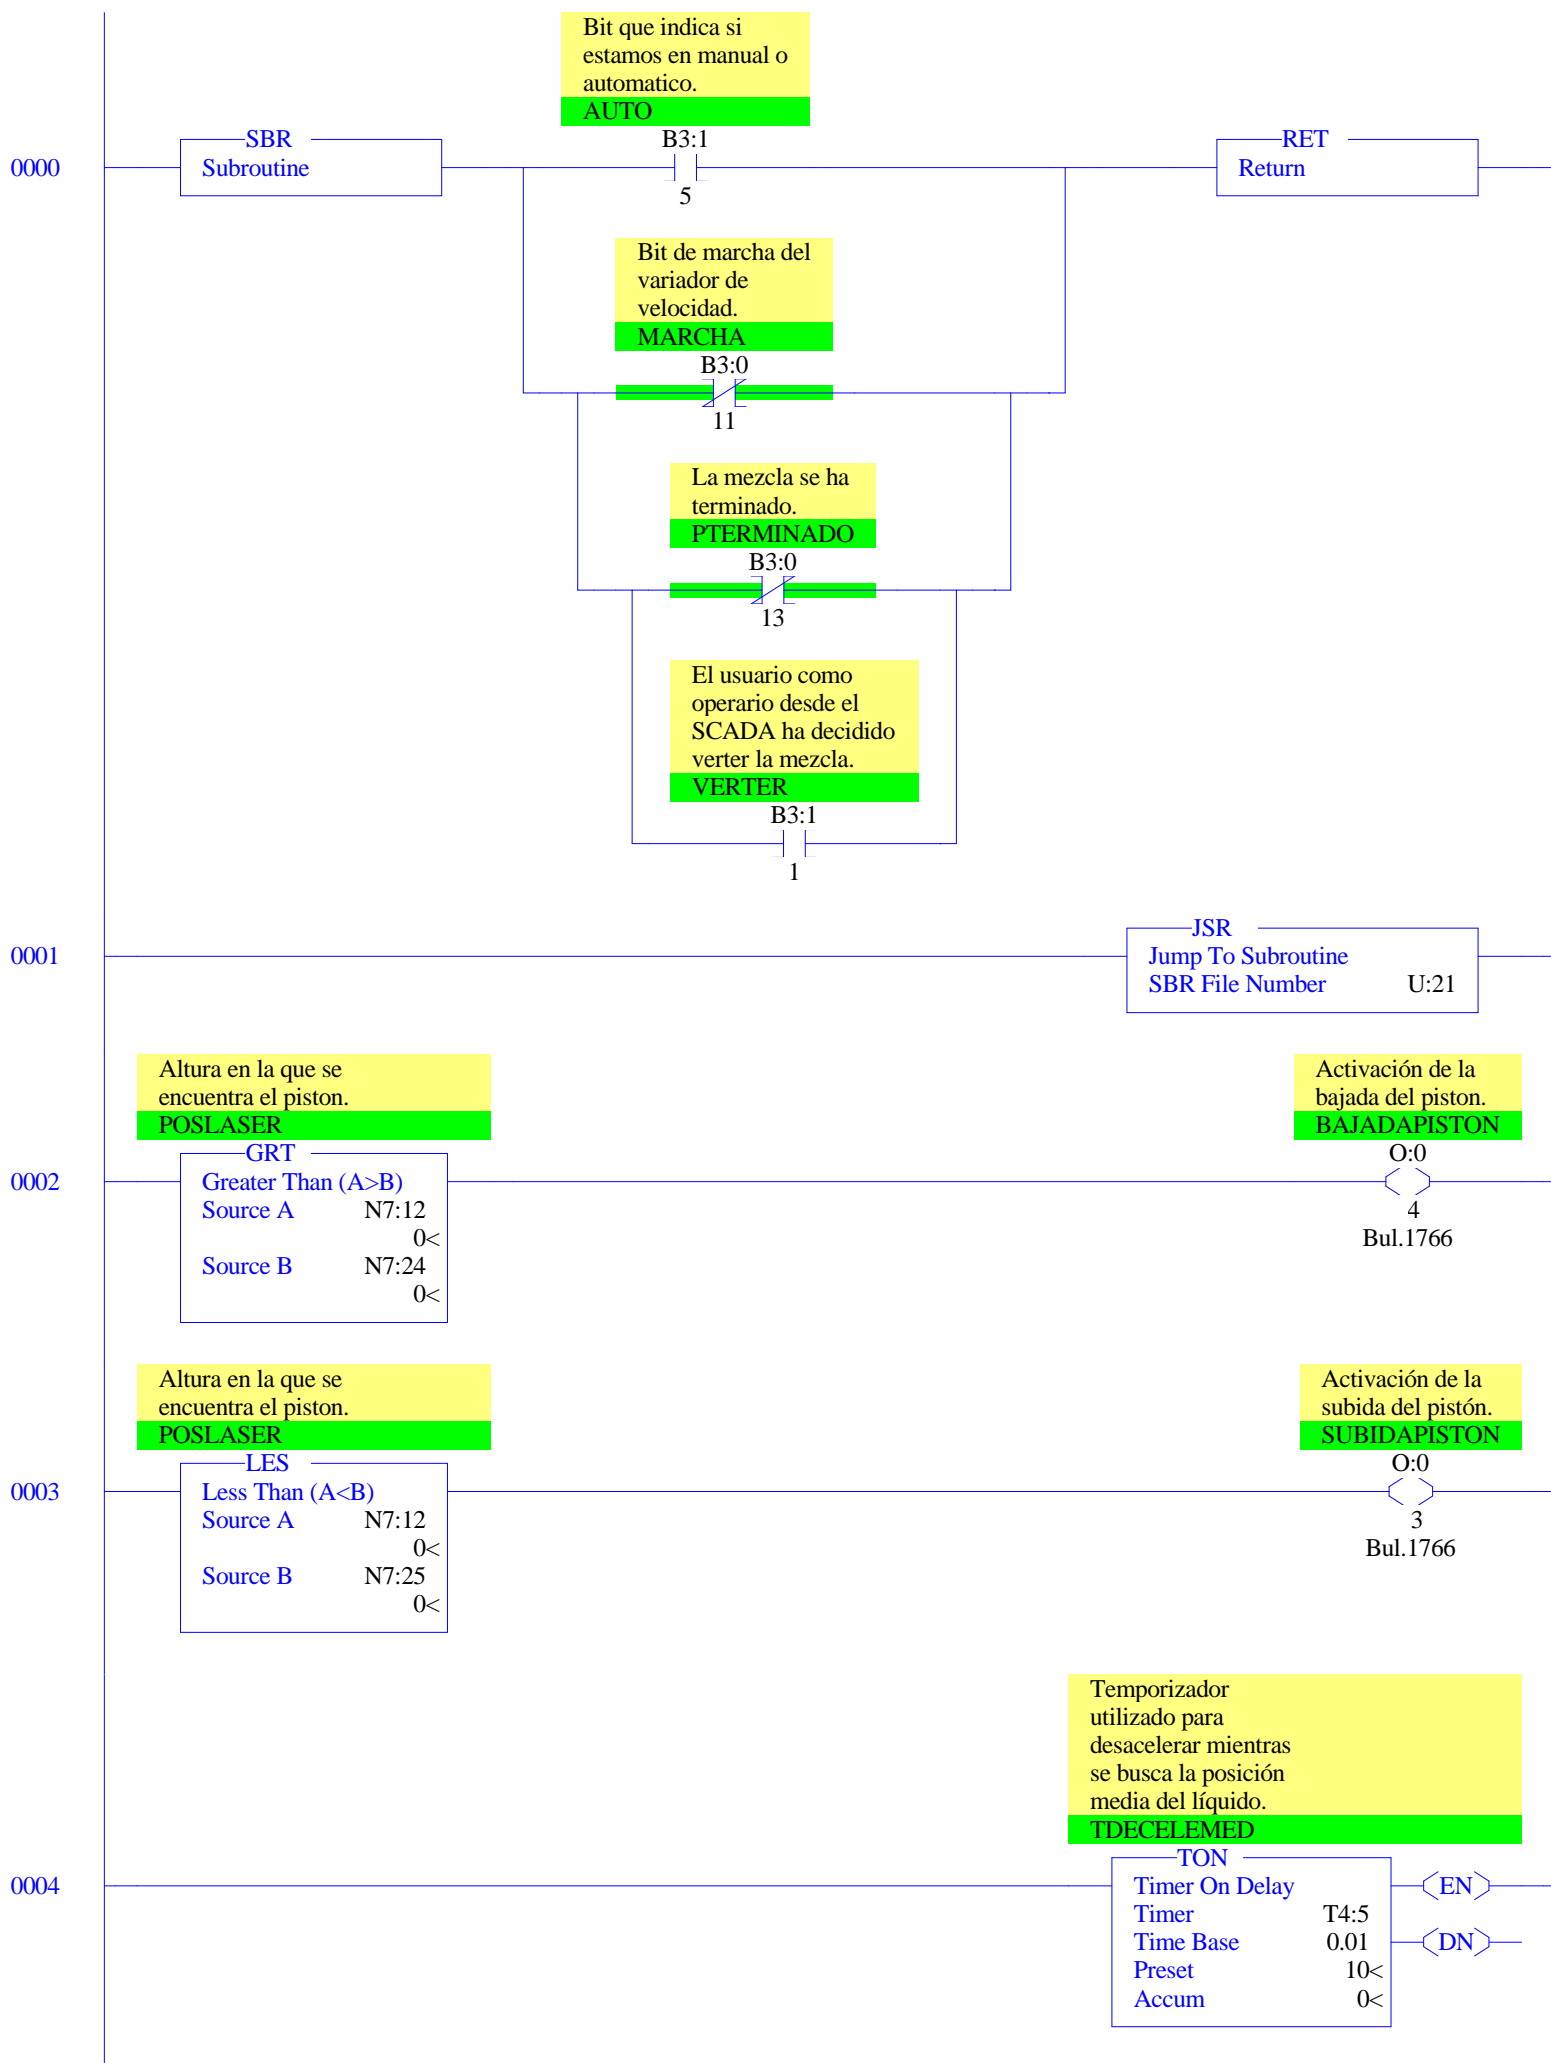 Bit que indica si
estamos en manual o
automatico.
AUTO
B3:1
5
0000
SBR
Subroutine
RET
Return
Bit de marcha del
variador de
velocidad.
MARCHA
B3:0
11
La mezcla se ha
terminado.
PTERMINADO
B3:0
13
El usuario como
operario desde el
SCADA ha decidido
verter la mezcla.
VERTER
B3:1
1
0001
JSR
Jump To Subroutine
SBR File Number U:21
Altura en la que se
encuentra el piston.
POSLASER
Activación de la
bajada del piston.
BAJADAPISTON
0002
GRT
Greater Than (A>B)
Source A N7:12
0<
Source B N7:24
0<
O:0
4
Bul.1766
Altura en la que se
encuentra el piston.
POSLASER
Activación de la
subida del pistón.
SUBIDAPISTON
0003
LES
Less Than (A<B)
Source A N7:12
0<
Source B N7:25
0<
O:0
3
Bul.1766
Temporizador
utilizado para
desacelerar mientras
se busca la posición
media del líquido.
TDECELEMED
0004
TON
Timer On Delay
Timer T4:5
Time Base 0.01
Preset 10<
Accum 0<
EN
DN